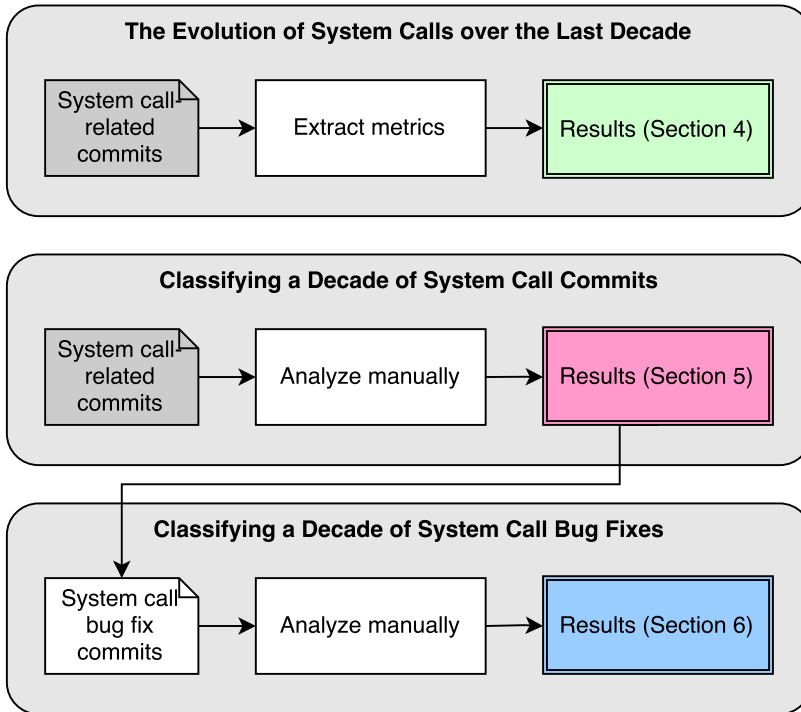 The Evolution of System Calls over the Last Decade
System call-
related
commits
Extract metrics
Results (Section 4)
Classifying a Decade of System Call Commits
System call-
related
commits
Analyze manually
Results (Section 5)
Classifying a Decade of System Call Bug Fixes
System call
bug fix
commits
Analyze manually
Results (Section 6)